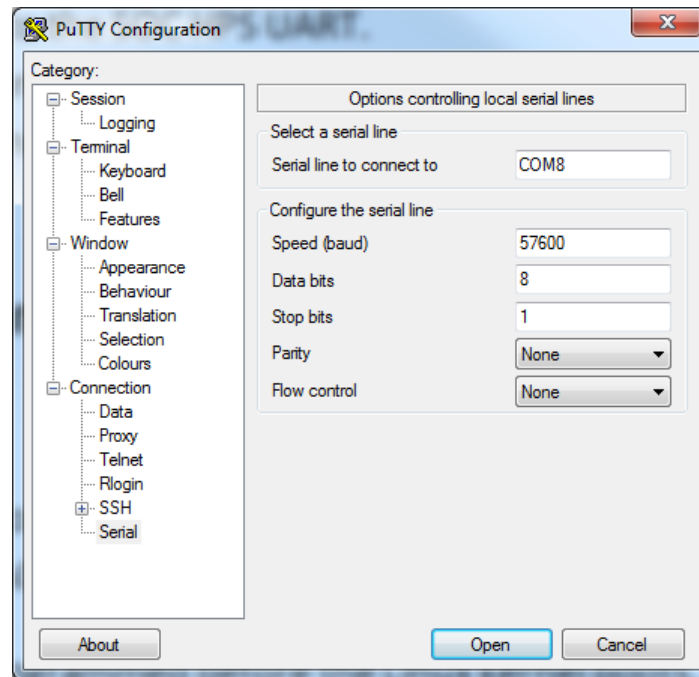 PS UART.
PuTTY Configuration
Category:
Session
Logging
Terminal
Keyboard
Bell
Features
Window
Appearance
Behaviour
Translation
Selection
Colours
Connection
Data
Proxy
Telnet
Rlogin
SSH
Serial
Options controlling local serial lines
Select a serial line
Serial line to connect to COM8
Configure the serial line
Speed (baud) 57600
Data bits 8
Stop bits 1
Parity None
Flow control None
About Open Cancel